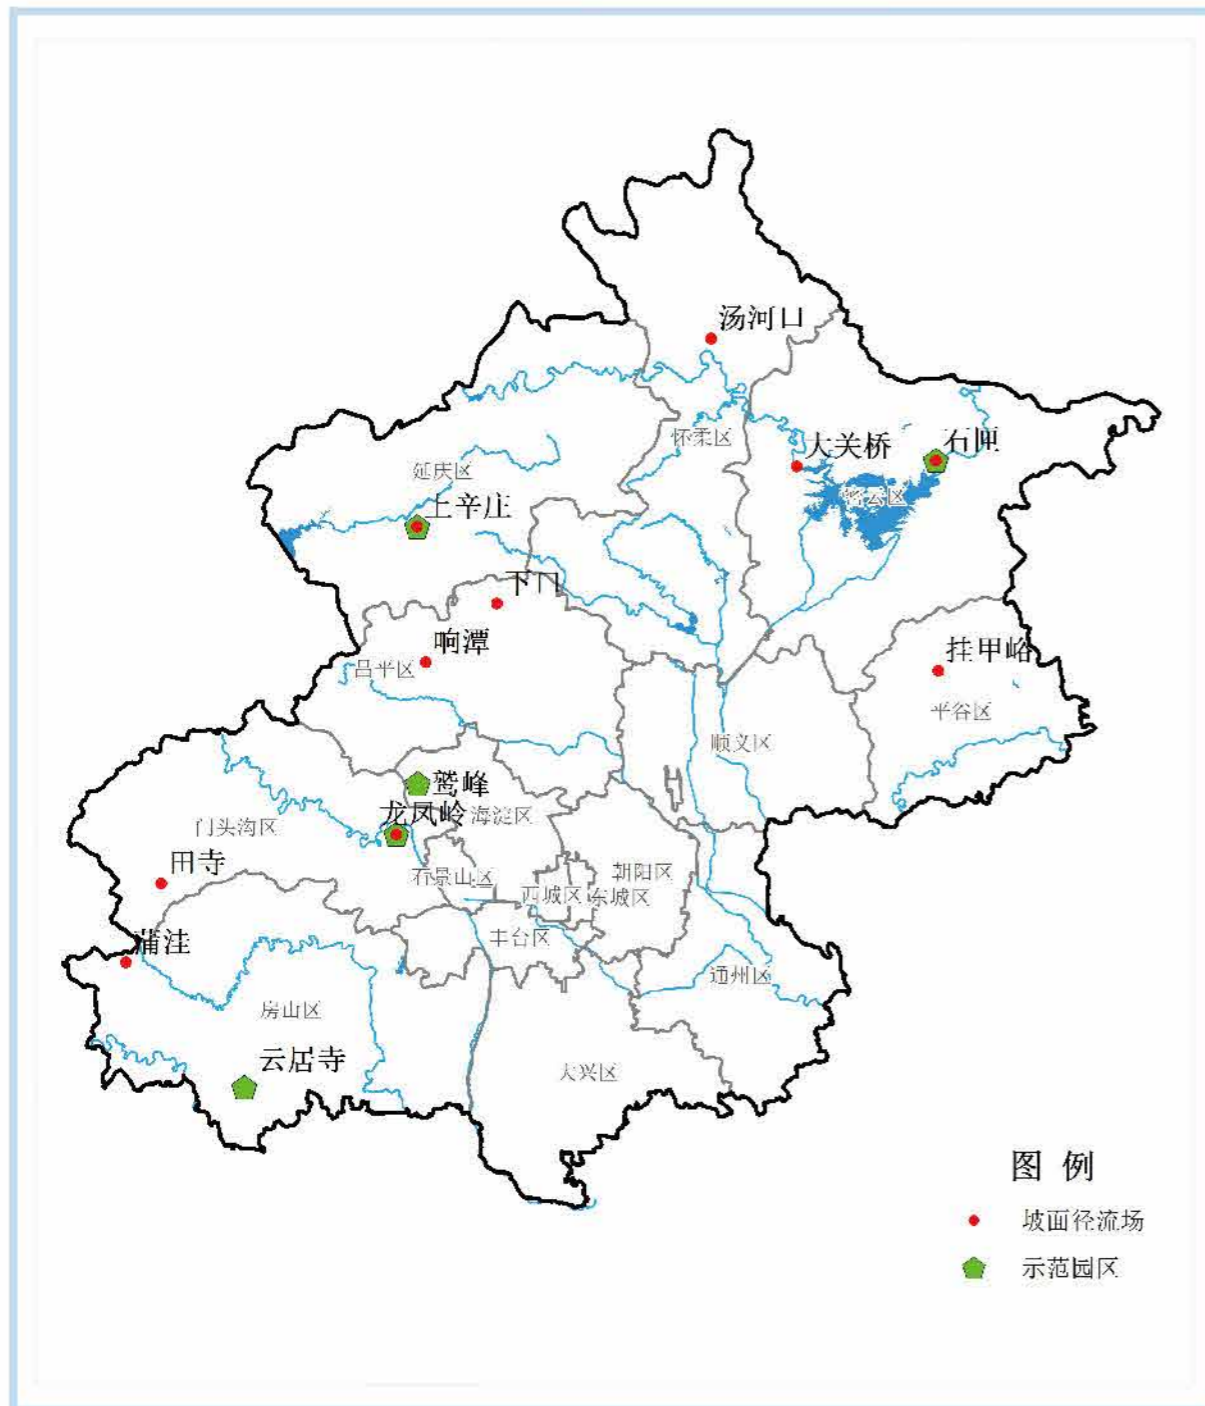 汤河口
怀柔区
大关桥
石匣
延庆区
密云区
上辛庄
下口
响潭
昌平区
挂甲峪
平谷区
顺义区
鹫峰
龙凤岭
海淀区
门头沟区
田寺
石景山区
朝阳区
西城区
东城区
丰台区
蒲洼
通州区
房山区
云居寺
大兴区
图 例
坡面径流场
示范园区